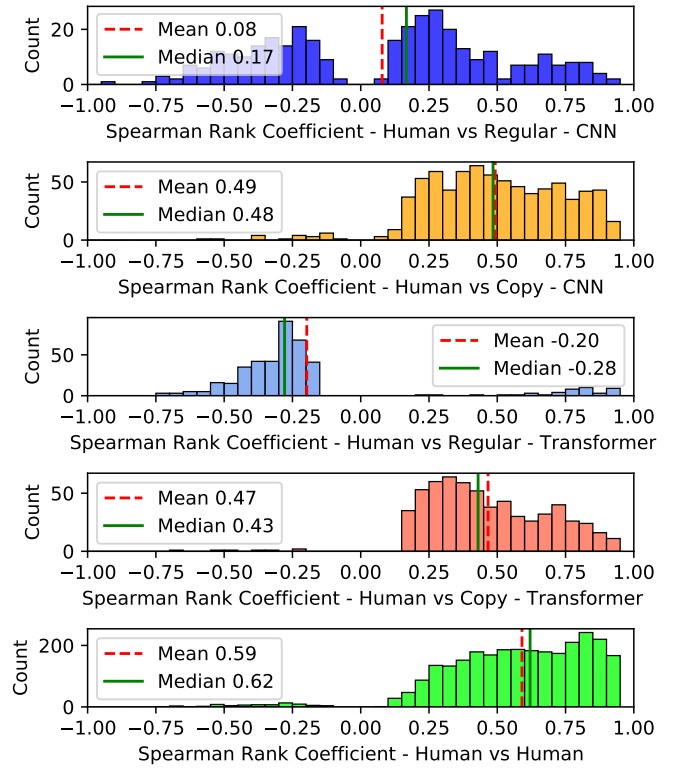 20
0
Count
Mean 0.08
Median 0.17
−1.00 −0.75 −0.50 −0.25 0.00 0.25 0.50 0.75 1.00
Spearman Rank Coefficient - Human vs Regular - CNN
50
0
Count
Mean 0.49
Median 0.48
−1.00 −0.75 −0.50 −0.25 0.00 0.25 0.50 0.75 1.00
Spearman Rank Coefficient - Human vs Copy - CNN
50
0
Count
Mean -0.20
Median -0.28
−1.00 −0.75 −0.50 −0.25 0.00 0.25 0.50 0.75 1.00
Spearman Rank Coefficient - Human vs Regular - Transformer
50
0
Count
Mean 0.47
Median 0.43
−1.00 −0.75 −0.50 −0.25 0.00 0.25 0.50 0.75 1.00
Spearman Rank Coefficient - Human vs Copy - Transformer
200
0
Count
Mean 0.59
Median 0.62
−1.00 −0.75 −0.50 −0.25 0.00 0.25 0.50 0.75 1.00
Spearman Rank Coefficient - Human vs Human